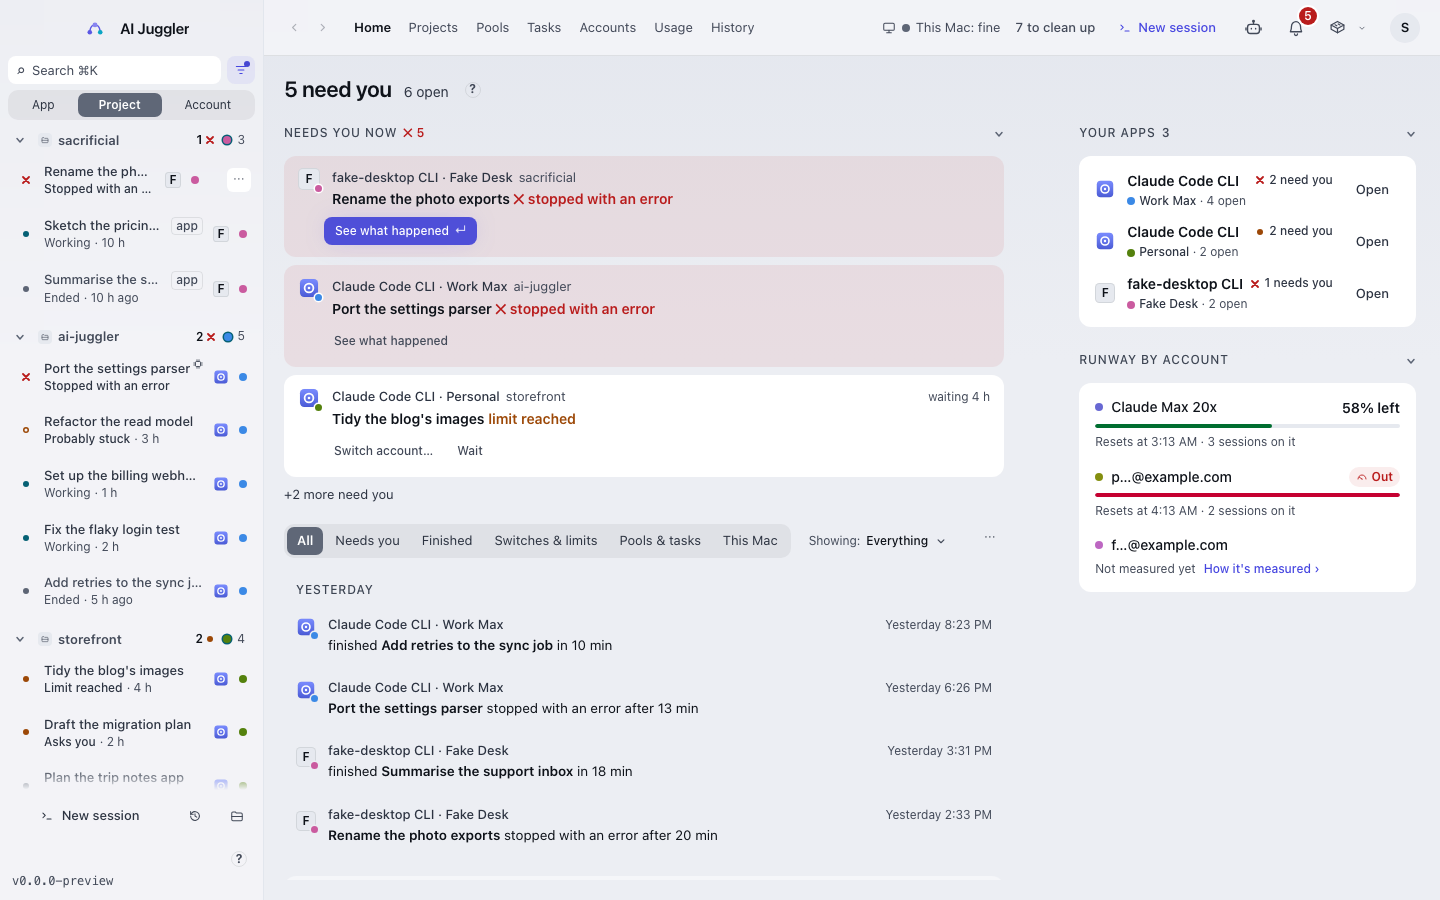 AI Juggler
Search ⌘K
App Project Account
sacrificial 1 3
Rename the ph... F
Stopped with an ...
Sketch the pricin... app F
Working · 10 h
Summarise the s... app F
Ended · 10 h ago
ai-juggler 2 5
Port the settings parser
Stopped with an error
Refactor the read model
Probably stuck · 3 h
Set up the billing webh...
Working · 1 h
Fix the flaky login test
Working · 2 h
Add retries to the sync j...
Ended · 5 h ago
storefront 2 4
Tidy the blog's images
Limit reached · 4 h
Draft the migration plan
Asks you · 2 h
Plan the trip notes app
New session
?
v0.0.0-preview
Home Projects Pools Tasks Accounts Usage History
This Mac: fine 7 to clean up New session 5 S
5 need you 6 open ?
NEEDS YOU NOW 5
F fake-desktop CLI · Fake Desk sacrificial
Rename the photo exports stopped with an error
See what happened
Claude Code CLI · Work Max ai-juggler
Port the settings parser stopped with an error
See what happened
Claude Code CLI · Personal storefront waiting 4 h
Tidy the blog's images limit reached
Switch account... Wait
+2 more need you
All Needs you Finished Switches & limits Pools & tasks This Mac Showing: Everything ...
YESTERDAY
Claude Code CLI · Work Max Yesterday 8:23 PM
finished Add retries to the sync job in 10 min
Claude Code CLI · Work Max Yesterday 6:26 PM
Port the settings parser stopped with an error after 13 min
F fake-desktop CLI · Fake Desk Yesterday 3:31 PM
finished Summarise the support inbox in 18 min
F fake-desktop CLI · Fake Desk Yesterday 2:33 PM
Rename the photo exports stopped with an error after 20 min
YOUR APPS 3
Claude Code CLI 2 need you Open
Work Max · 4 open
Claude Code CLI 2 need you Open
Personal · 2 open
F fake-desktop CLI 1 needs you Open
Fake Desk · 2 open
RUNWAY BY ACCOUNT
Claude Max 20x 58% left
Resets at 3:13 AM · 3 sessions on it
p...@example.com Out
Resets at 4:13 AM · 2 sessions on it
f...@example.com
Not measured yet How it's measured ›